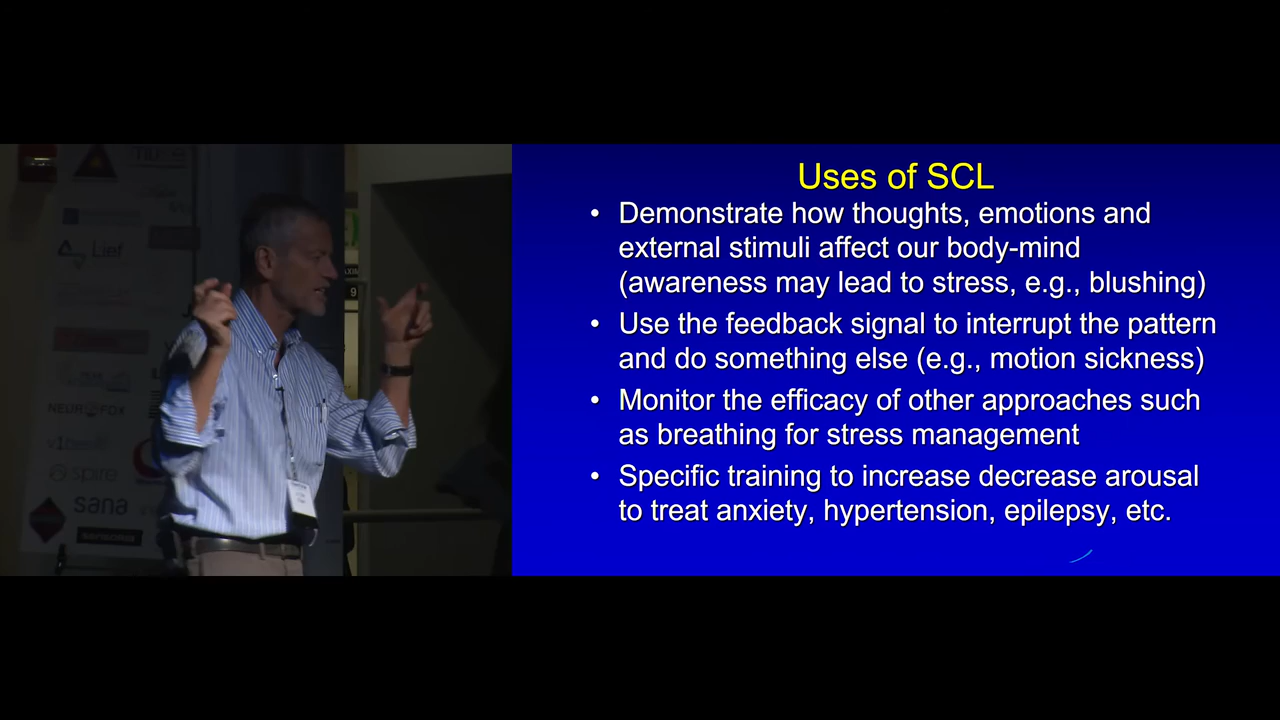 Lief
NEUROFOX
spire
sana
9
Uses of SCL
• Demonstrate how thoughts, emotions and
external stimuli affect our body-mind
(awareness may lead to stress, e.g., blushing)
• Use the feedback signal to interrupt the pattern
and do something else (e.g., motion sickness)
• Monitor the efficacy of other approaches such
as breathing for stress management
• Specific training to increase decrease arousal
to treat anxiety, hypertension, epilepsy, etc.